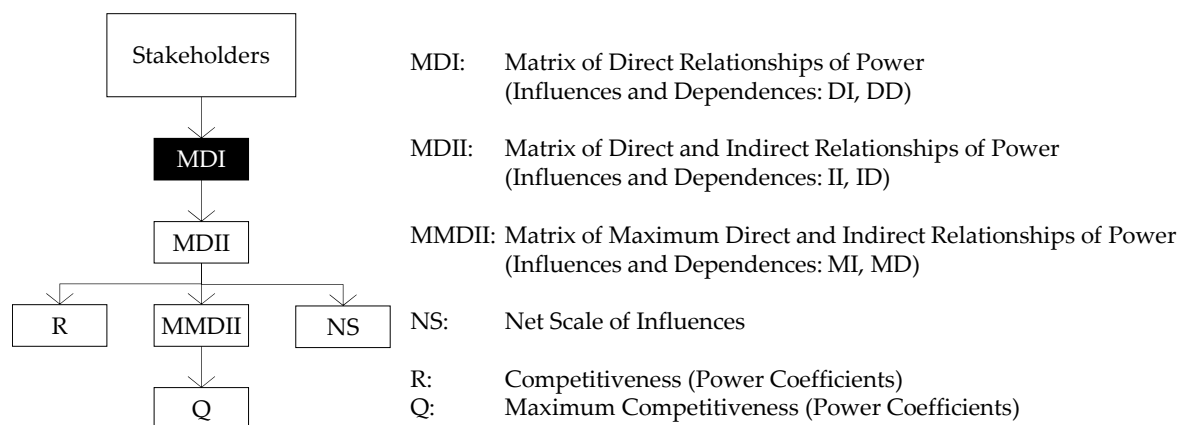 Stakeholders
MDI
MDII
R
MMDII
NS
Q
MDI: Matrix of Direct Relationships of Power
(Influences and Dependences: DI, DD)
MDII: Matrix of Direct and Indirect Relationships of Power
(Influences and Dependences: II, ID)
MMDII: Matrix of Maximum Direct and Indirect Relationships of Power
(Influences and Dependences: MI, MD)
NS: Net Scale of Influences
R: Competitiveness (Power Coefficients)
Q: Maximum Competitiveness (Power Coefficients)